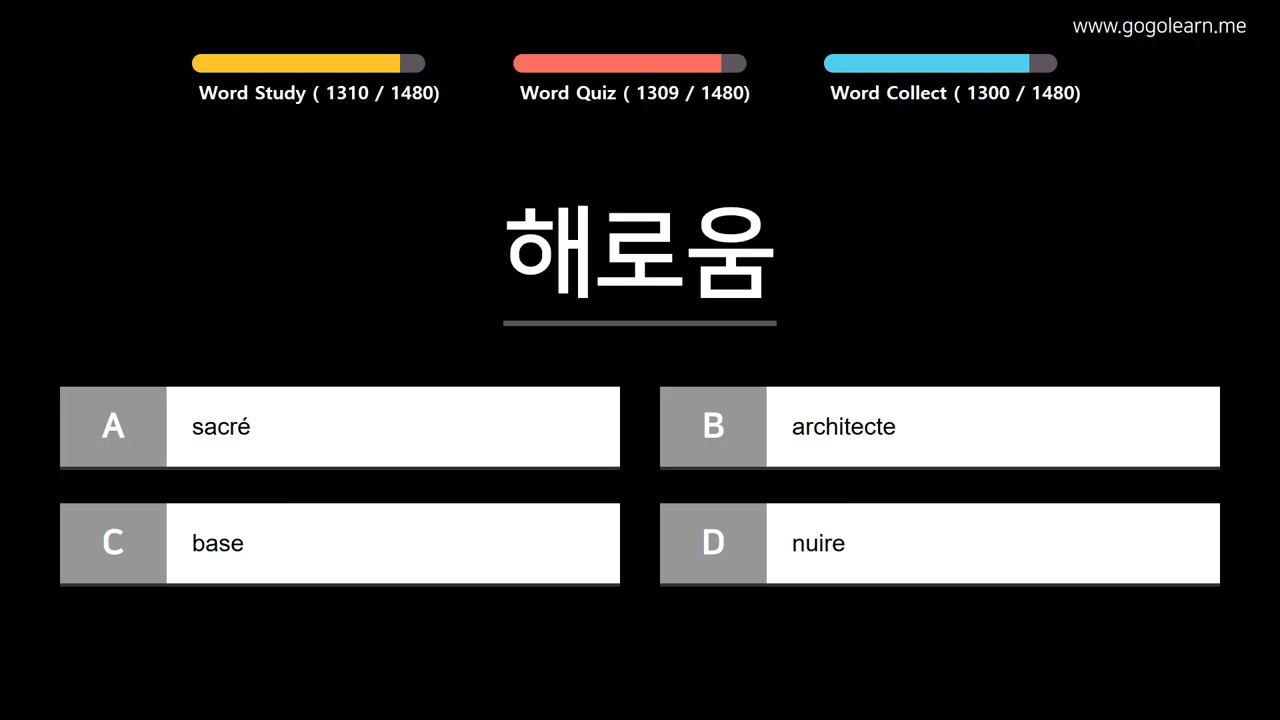 www.gogolearn.me
Word Study ( 1310 / 1480)
Word Quiz ( 1309 / 1480)
Word Collect ( 1300 / 1480)
해로움
A sacré
B architecte
C base
D nuire